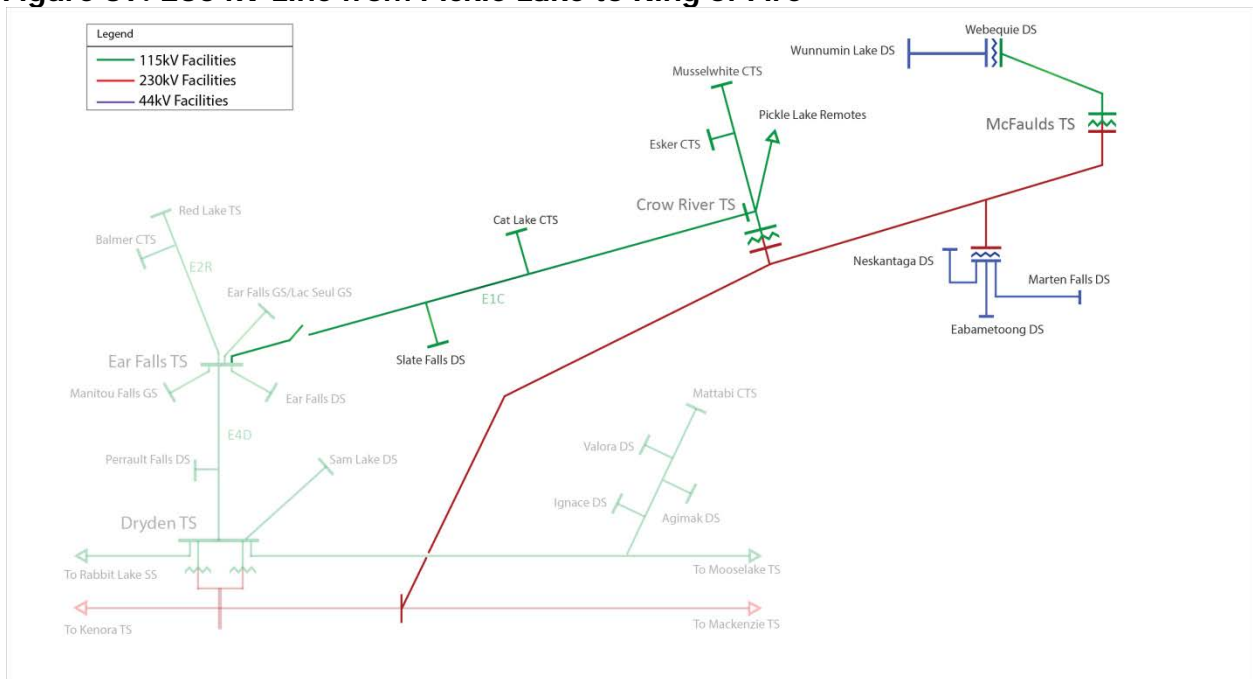 Figure 31: 230 kV Line from Pickle Lake to Ring of Fire
Legend
115kV Facilities
230kV Facilities
44kV Facilities
Webequie DS
Wunnumin Lake DS
Musselwhite CTS
Pickle Lake Remotes
McFaulds TS
Esker CTS
Crow River TS
Red Lake TS
Cat Lake CTS
Balmer CTS
E2R
Neskantaga DS
Marten Falls DS
Ear Falls GS/Lac Seul GS
E1C
Eabametoong DS
Ear Falls TS
Slate Falls DS
Manitou Falls GS
Ear Falls DS
Mattabi CTS
E4D
Valora DS
Perrault Falls DS
Sam Lake DS
Ignace DS
Agimak DS
Dryden TS
To Rabbit Lake SS
To Mooselake TS
To Kenora TS
To Mackenzie TS